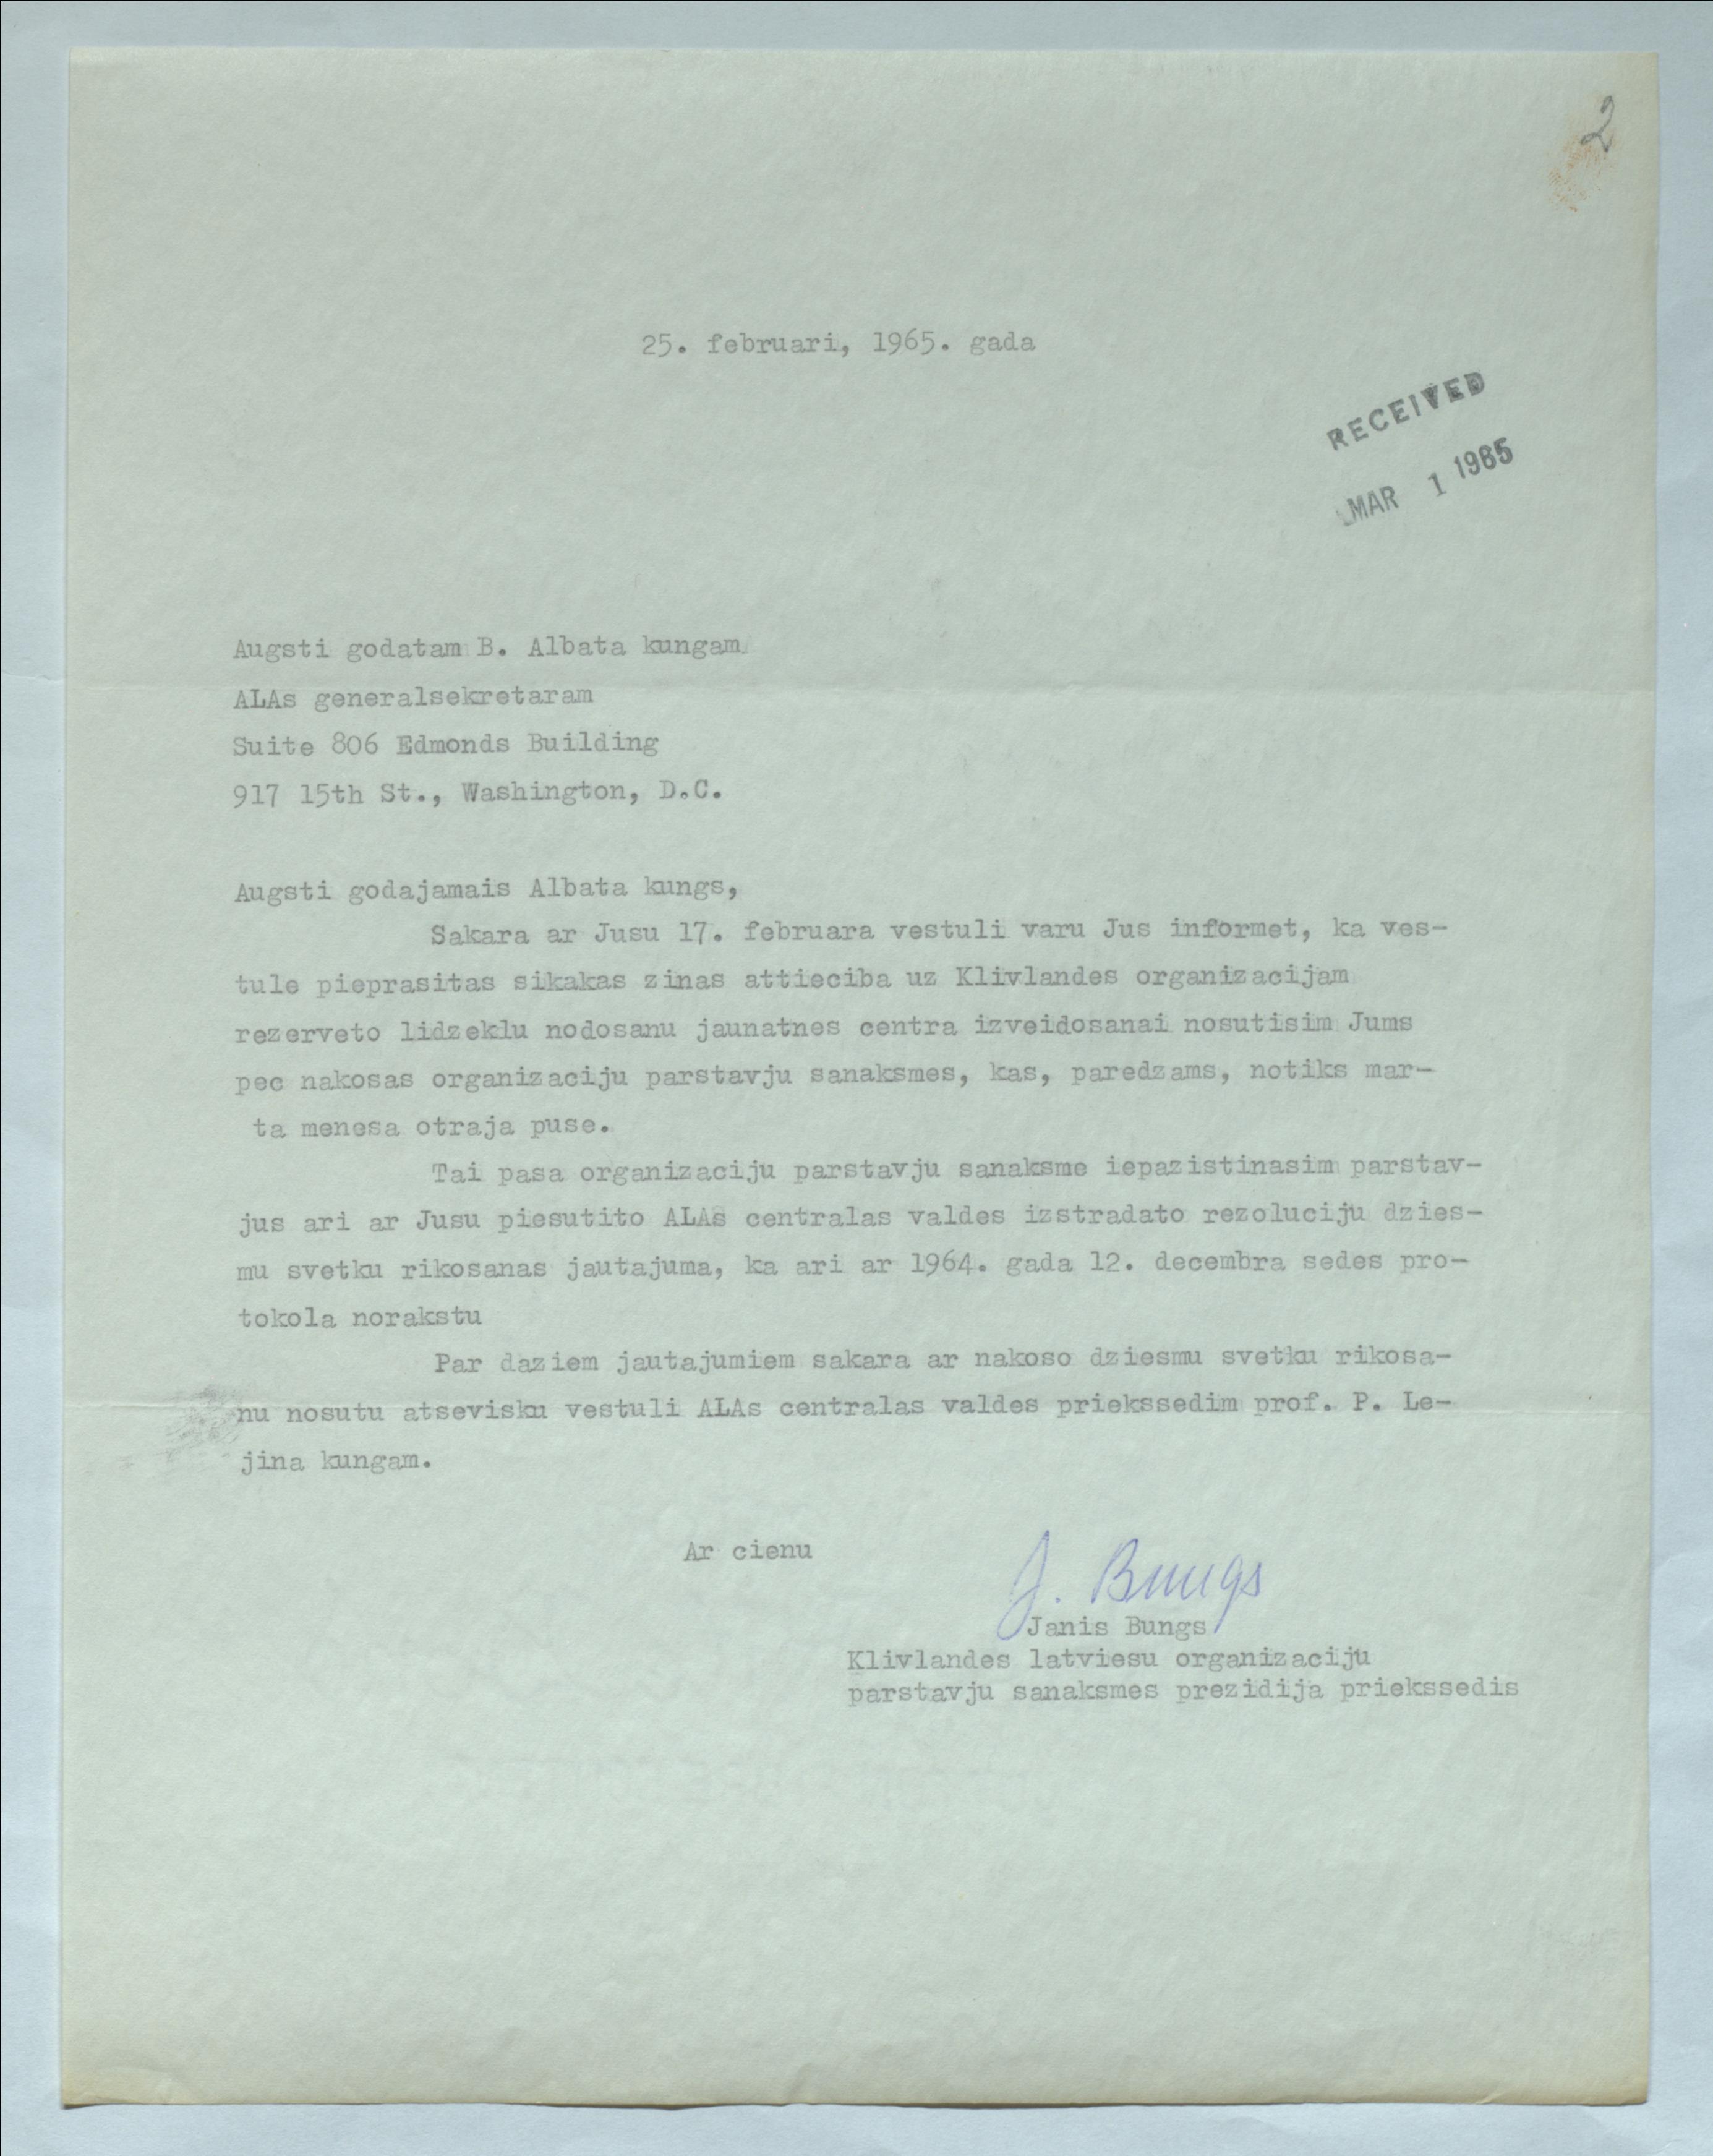 2
25. februari, 1965. gada
RECEIVED
MAR 1 1965
Augsti godatam B. Albata kungam
ALAs generalsekretaram
Suite 806 Edmonds Building
917 15th St., Washington, D.C.
Augsti godajamais Albata kungs,
Sakara ar Jusu 17. februara vestuli varu Jus informet, ka ves-
tule pieprasitas sikakas zinas attieciba uz Klivlandes organizacijam
rezerveto lidzeklu nodosanu jaunatnes centra izveidosanai nosutisim Jums
pec nakosas organizaciju parstavju sanaksmes, kas, paredzams, notiks mar-
ta menesa otraja puse.
Tai pasa organizaciju parstavju sanaksme iepazistinasim parstav-
jus ari ar Jusu piesutito ALAs centralas valdes izstradato rezoluciju dzies-
mu svetku rikosanas jautajuma, ka ari ar 1964. gada 12. decembra sedes pro-
tokola norakstu
Par daziem jautajumiem sakara ar nakoso dziesmu svetku rikosa-
nu nosutu atsevisku vestuli ALAs centralas valdes priekssedim prof. P. Le-
jina kungam.
Ar cienu
J. Bungs
Janis Bungs
Klivlandes latviesu organizaciju
parstavju sanaksmes prezidija priekssedis